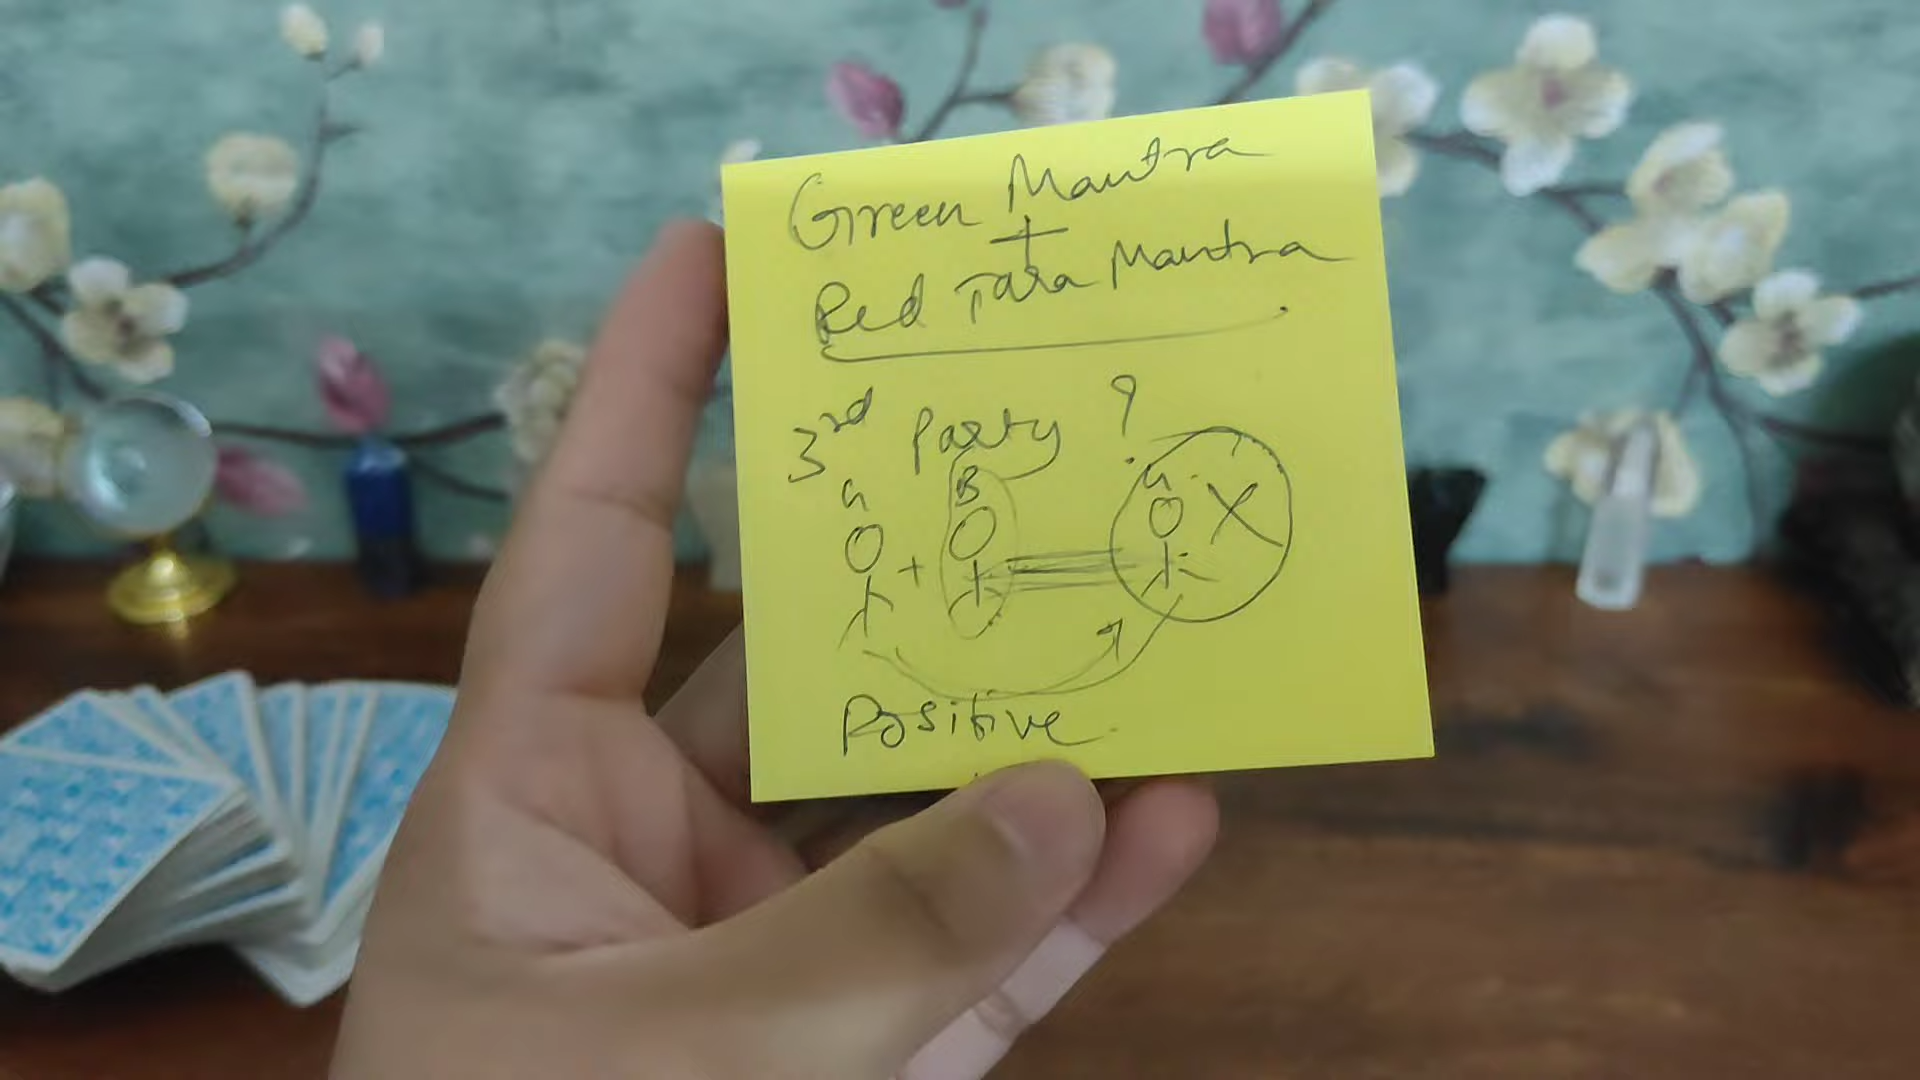 Green Mantra
+
Red Tara Mantra
3rd Party ?
G + B G X
Positive